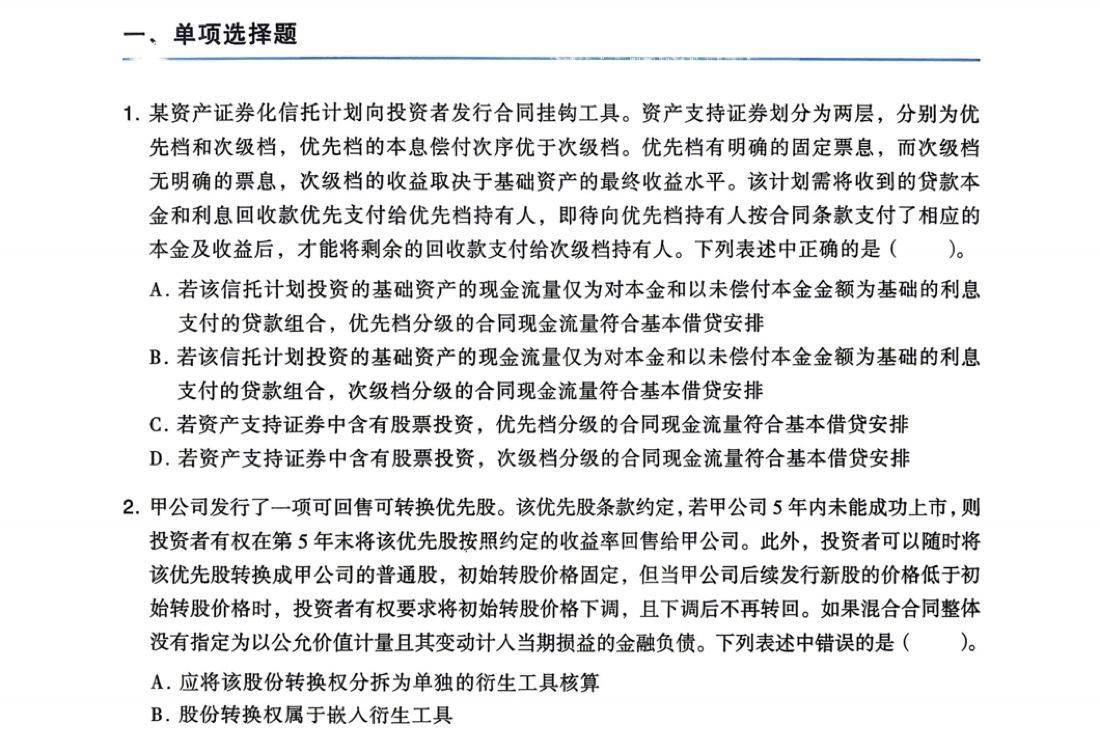 一、单项选择题
1. 某资产证券化信托计划向投资者发行合同挂钩工具。资产支持证券划分为两层，分别为优
先档和次级档，优先档的本息偿付次序优于次级档。优先档有明确的固定票息，而次级档
无明确的票息，次级档的收益取决于基础资产的最终收益水平。该计划需将收到的贷款本
金和利息回收款优先支付给优先档持有人，即待向优先档持有人按合同条款支付了相应的
本金及收益后，才能将剩余的回收款支付给次级档持有人。下列表述中正确的是（　　）。
A. 若该信托计划投资的基础资产的现金流量仅为对本金和以未偿付本金金额为基础的利息
支付的贷款组合，优先档分级的合同现金流量符合基本借贷安排
B. 若该信托计划投资的基础资产的现金流量仅为对本金和以未偿付本金金额为基础的利息
支付的贷款组合，次级档分级的合同现金流量符合基本借贷安排
C. 若资产支持证券中含有股票投资，优先档分级的合同现金流量符合基本借贷安排
D. 若资产支持证券中含有股票投资，次级档分级的合同现金流量符合基本借贷安排
2. 甲公司发行了一项可回售可转换优先股。该优先股条款约定，若甲公司 5 年内未能成功上市，则
投资者有权在第 5 年末将该优先股按照约定的收益率回售给甲公司。此外，投资者可以随时将
该优先股转换成甲公司的普通股，初始转股价格固定，但当甲公司后续发行新股的价格低于初
始转股价格时，投资者有权要求将初始转股价格下调，且下调后不再转回。如果混合合同整体
没有指定为以公允价值计量且其变动计入当期损益的金融负债。下列表述中错误的是（　　）。
A. 应将该股份转换权分拆为单独的衍生工具核算
B. 股份转换权属于嵌入衍生工具